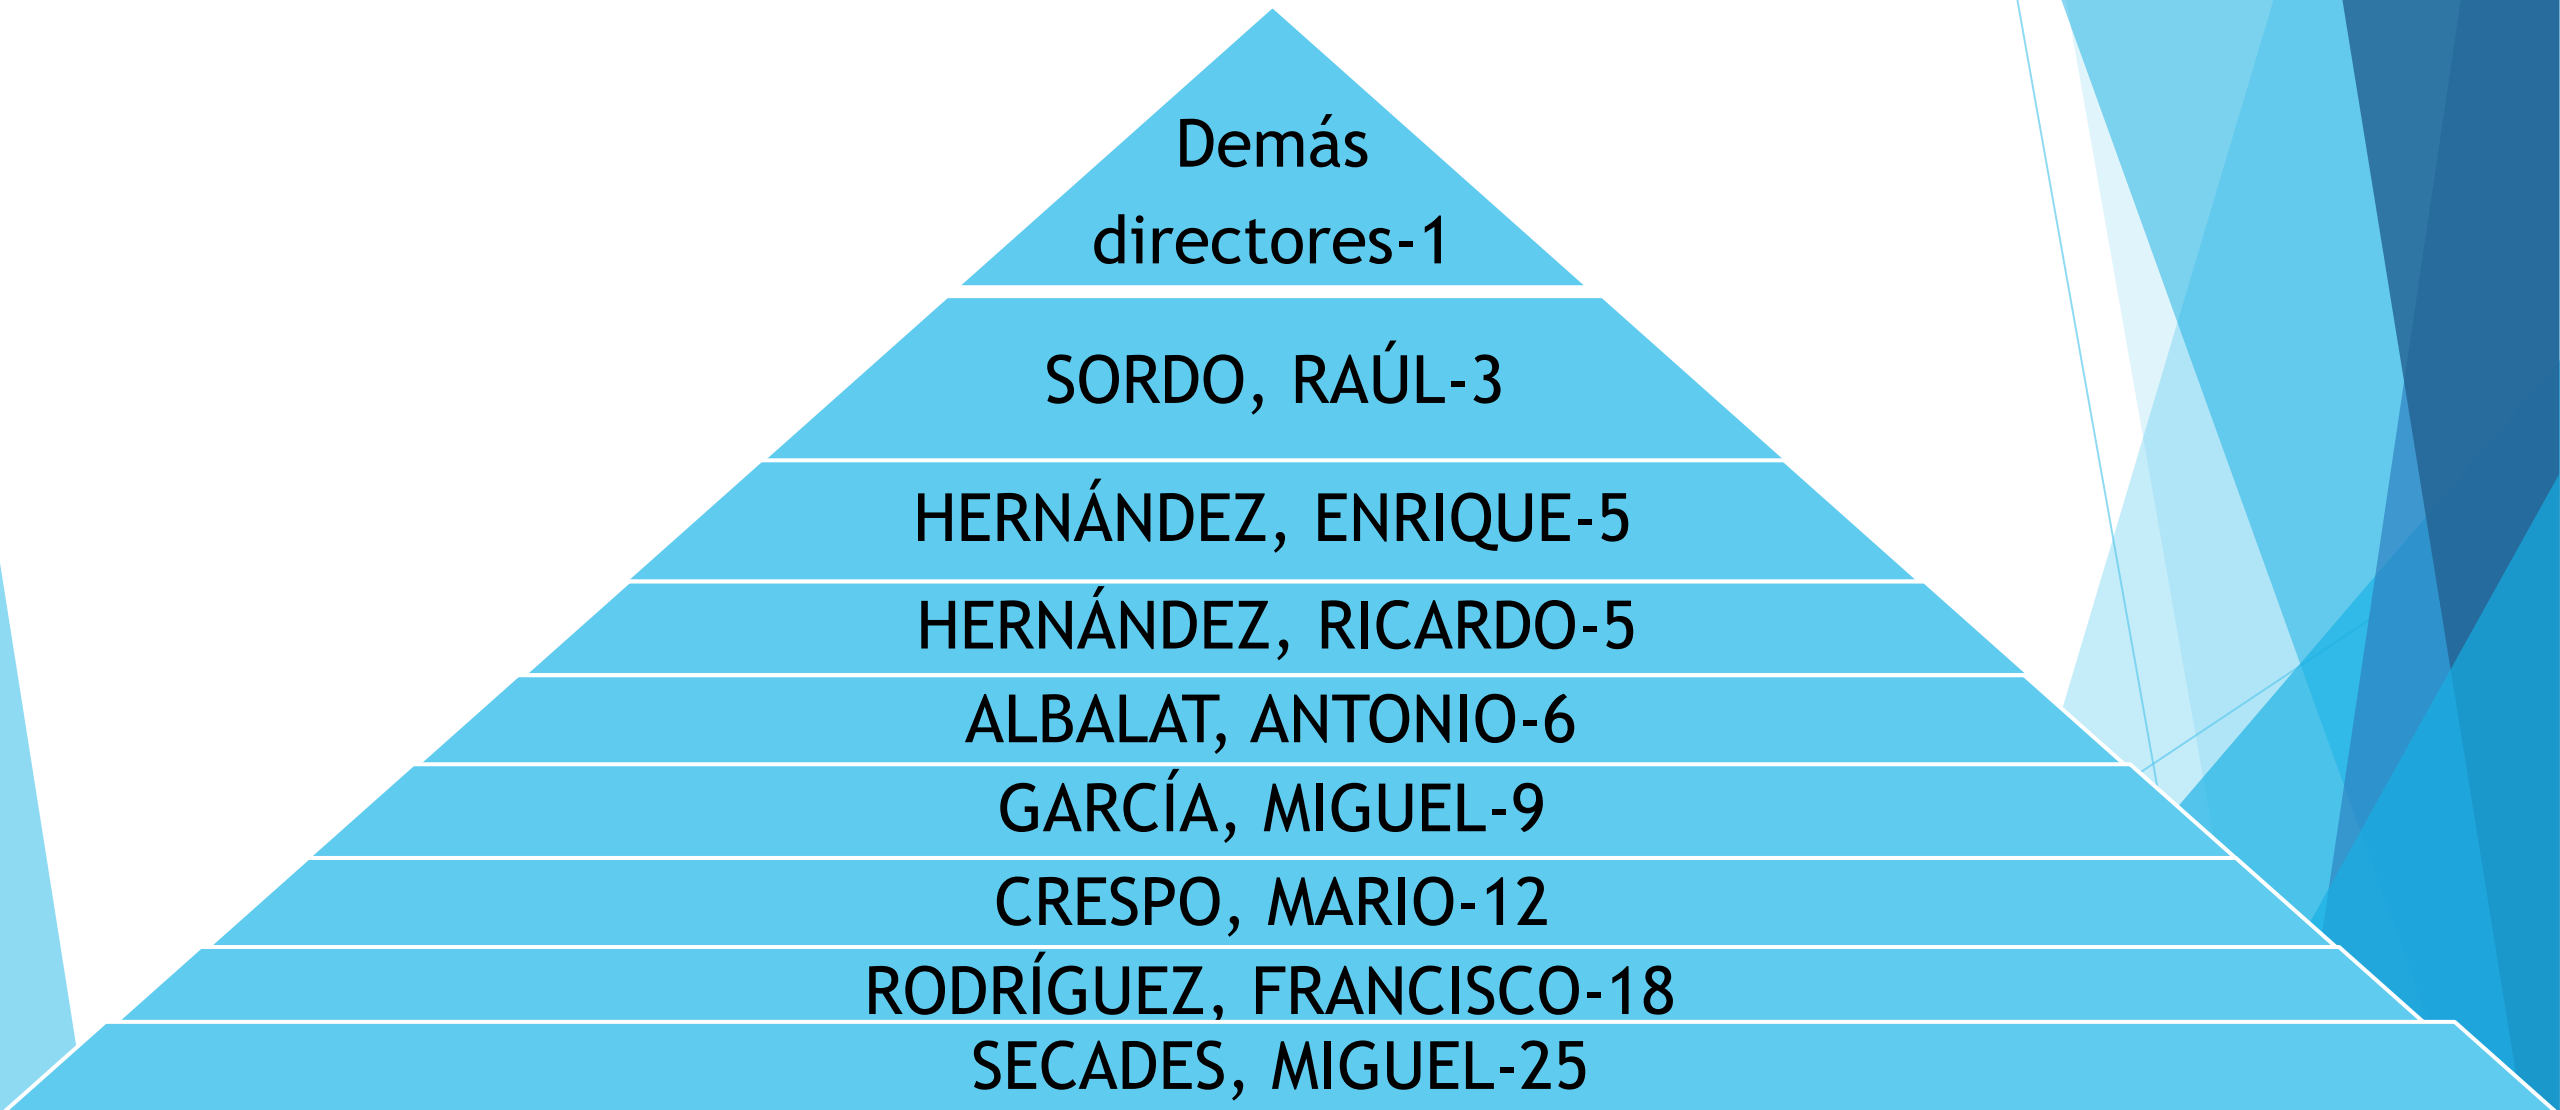 Demás
directores-1
SORDO, RAÚL-3
HERNÁNDEZ, ENRIQUE-5
HERNÁNDEZ, RICARDO-5
ALBALAT, ANTONIO-6
GARCÍA, MIGUEL-9
CRESPO, MARIO-12
RODRÍGUEZ, FRANCISCO-18
SECADES, MIGUEL-25